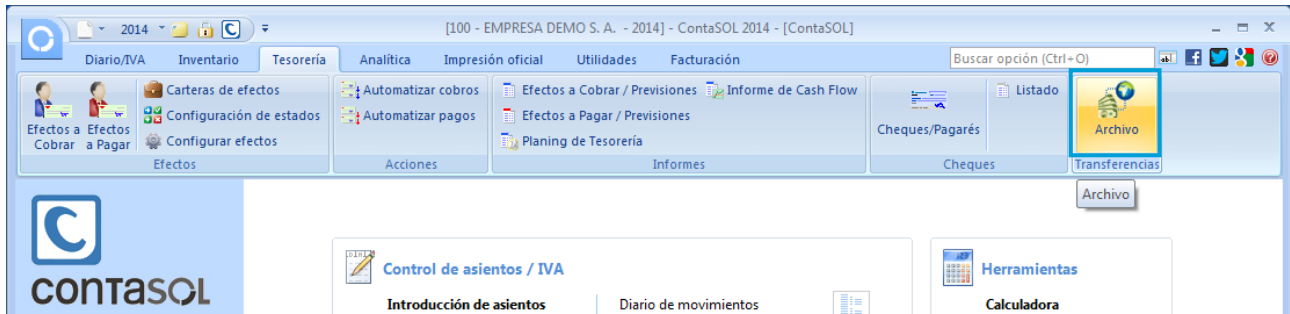 2014
[100 - EMPRESA DEMO S. A. - 2014] - ContaSOL 2014 - [ContaSOL]
Diario/IVA Inventario Tesorería Analítica Impresión oficial Utilidades Facturación Buscar opción (Ctrl+O)
Efectos a Cobrar
Efectos a Pagar
Carteras de efectos
Configuración de estados
Configurar efectos
Efectos
Automatizar cobros
Automatizar pagos
Acciones
Efectos a Cobrar / Previsiones Informe de Cash Flow
Efectos a Pagar / Previsiones
Planing de Tesorería
Informes
Cheques/Pagarés
Listado
Cheques
Archivo
Transferencias
Archivo
contasol
Control de asientos / IVA
Introducción de asientos Diario de movimientos
Herramientas
Calculadora